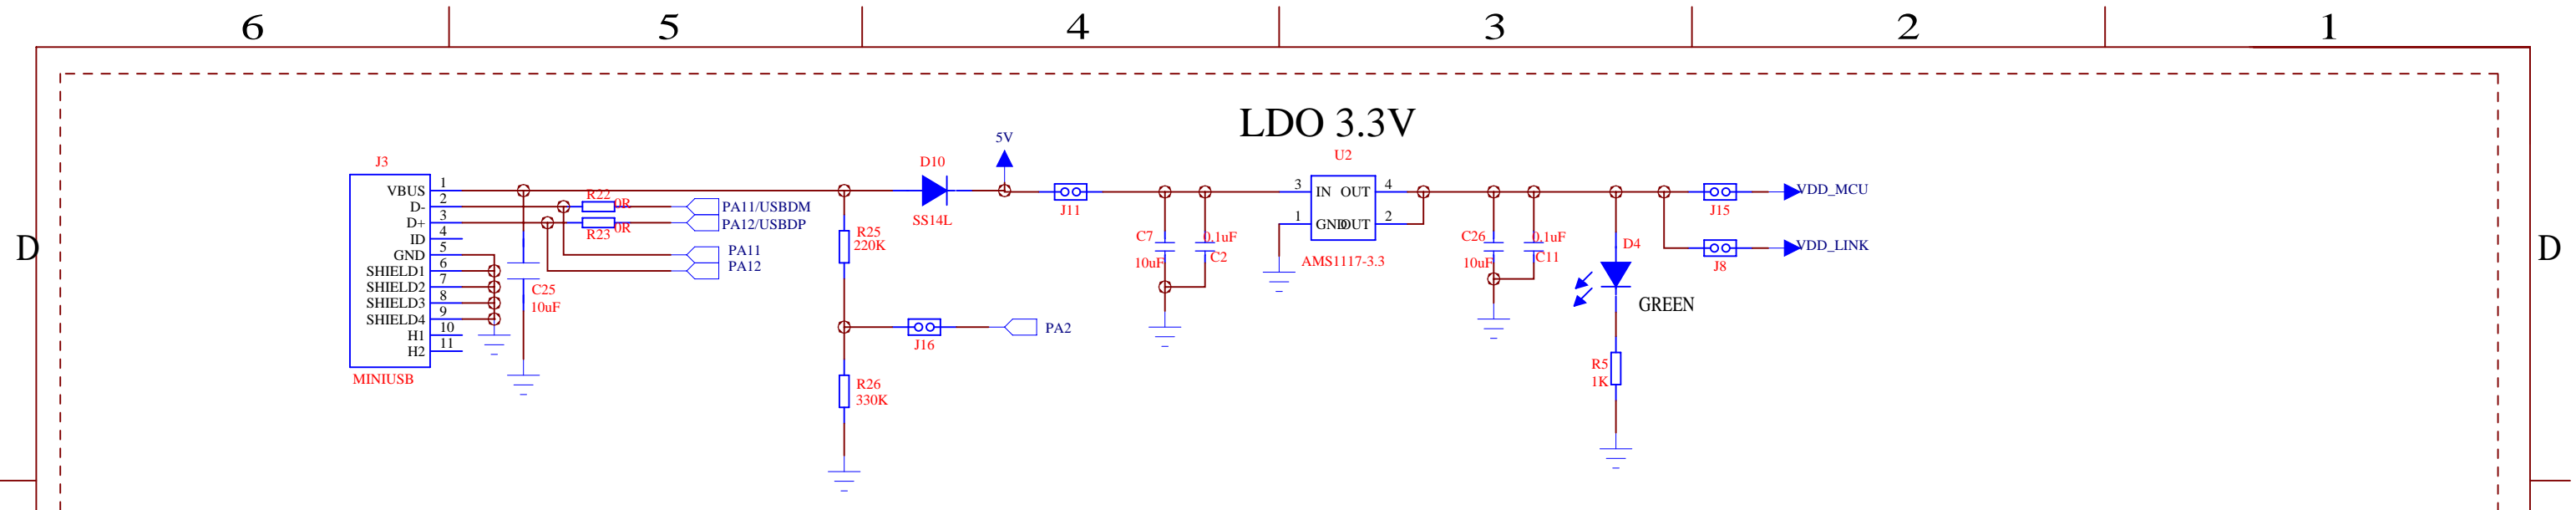 6 5 4 3 2 1
LDO 3.3V
5V
J3 D10 U2
VBUS 1
D- 2
D+ 3
ID 4
GND 5
SHIELD1 6
SHIELD2 7
SHIELD3 8
SHIELD4 9
H1 10
H2 11
MINIUSB
R22 0R
R23 0R
PA11/USBDM
PA12/USBDP
PA11
PA12
C25
10uF
R25
220K
R26
330K
SS14L
J16
PA2
J11
C7
10uF
0.1uF
C2
3 IN OUT 4
1 GND OUT 2
AMS1117-3.3
C26
10uF
0.1uF
C11
D4
GREEN
R5
1K
J15
VDD_MCU
J8
VDD_LINK
D D